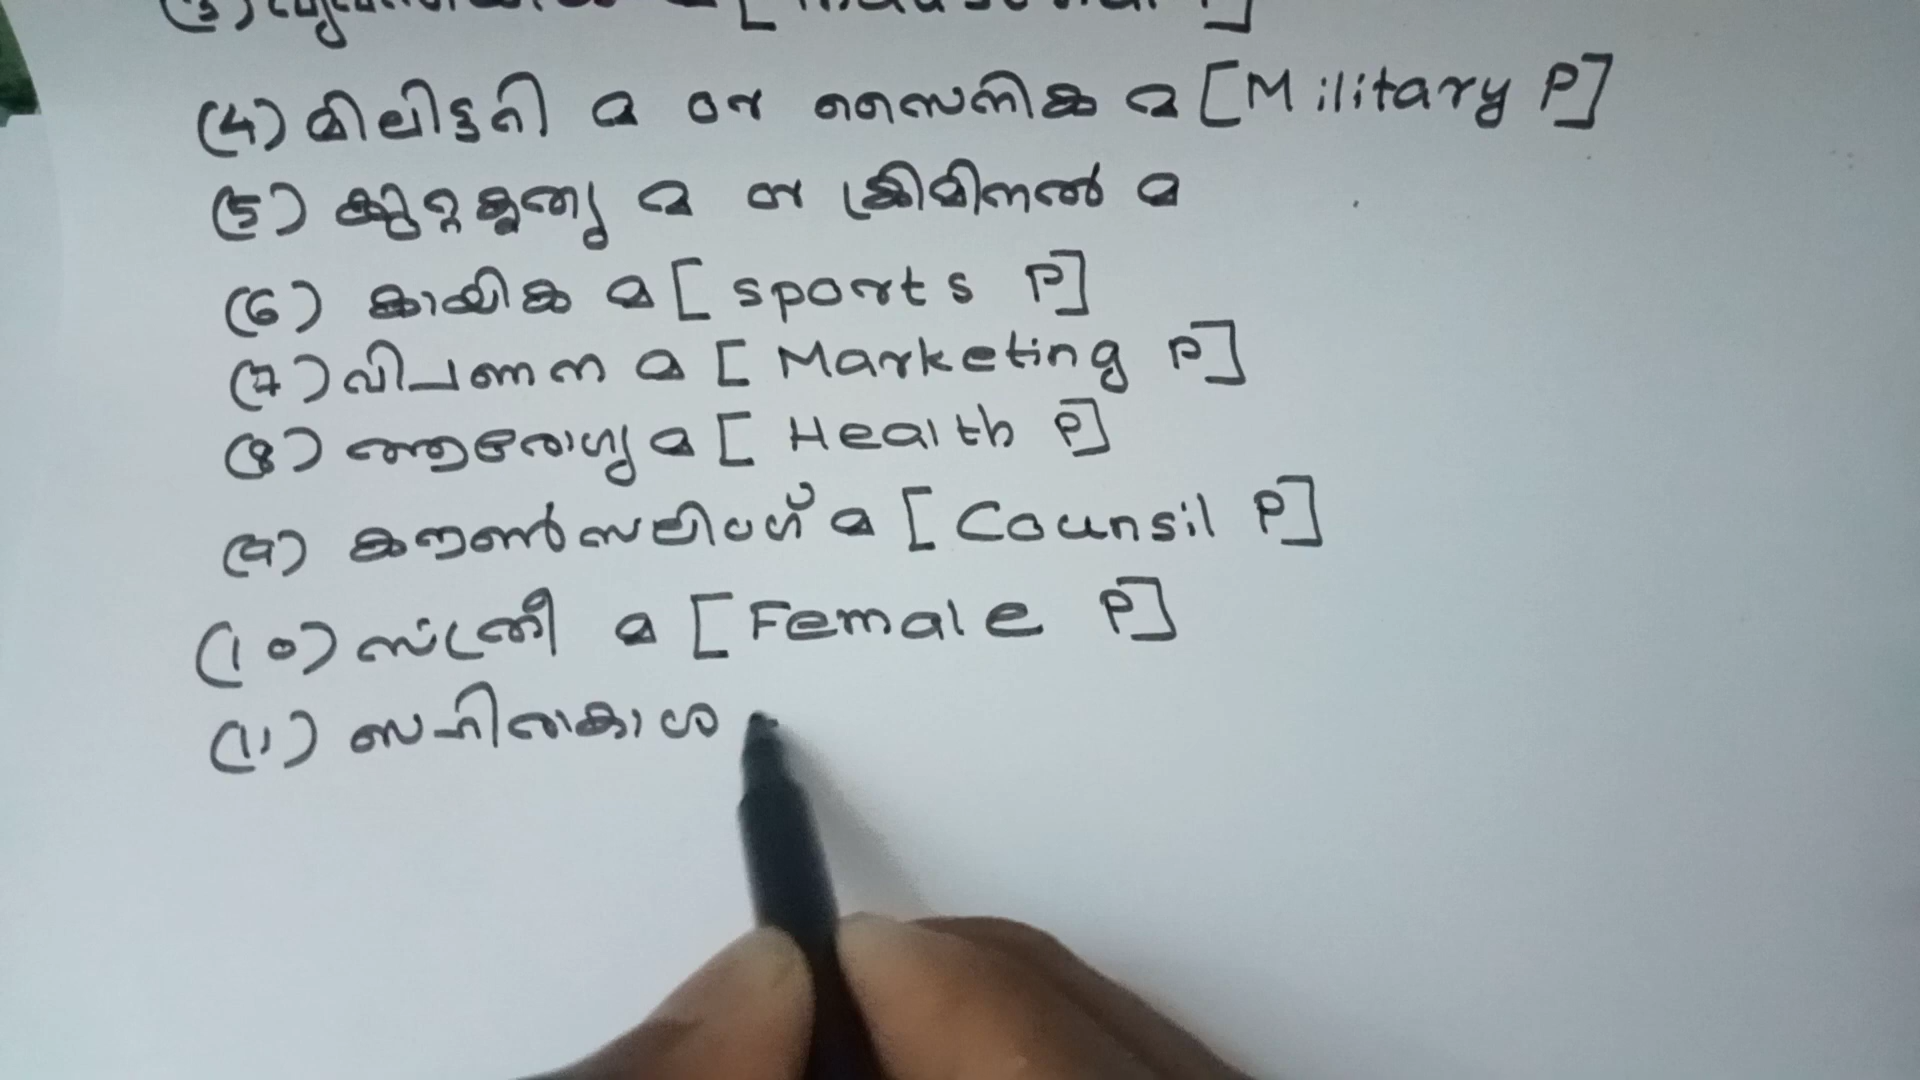 (4) മിലിട്ടറി മ or സൈനിക മ [Military P]
(5) കുറ്റകൃത്യ മ or ക്രിമിനൽ മ
(6) കായിക മ [sports P]
(7) വിപണന മ [Marketing P]
(8) ആരോഗ്യ മ [Health P]
(9) കൗൺസലിംഗ് മ [Counsil P]
(10) സ്ത്രീ മ [Female P]
(11)